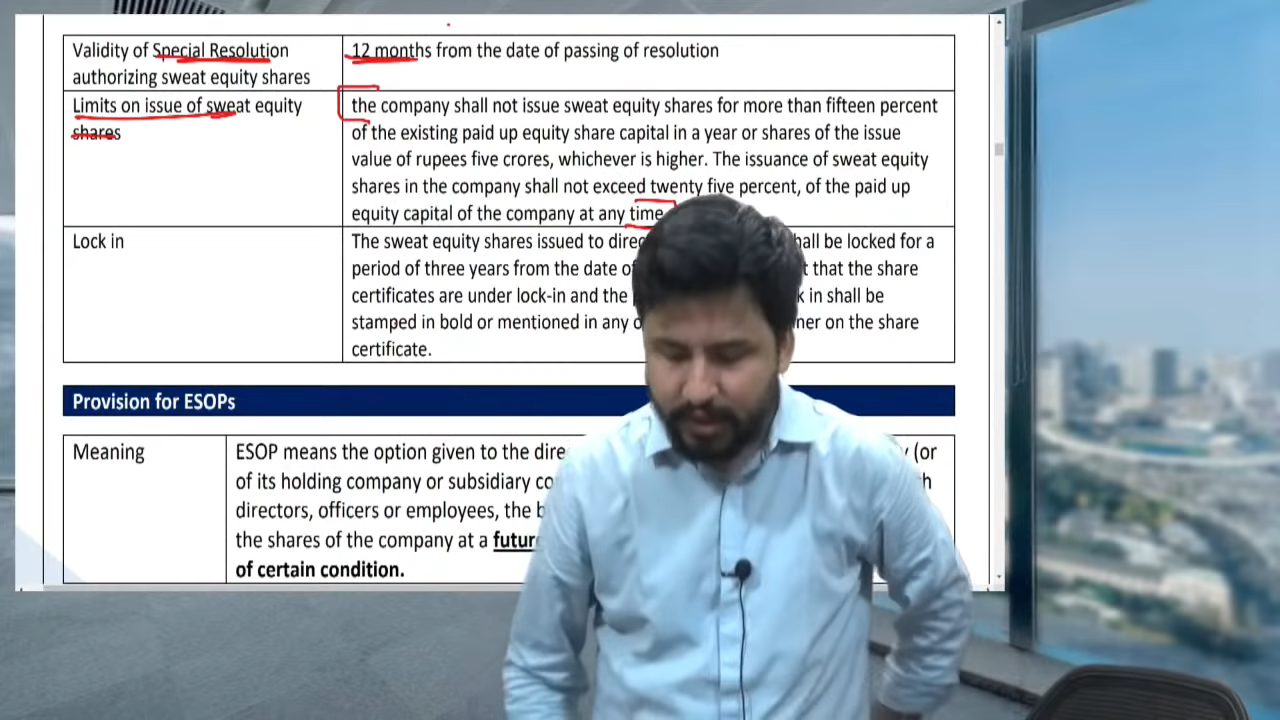 Validity of Special Resolution
authorizing sweat equity shares
12 months from the date of passing of resolution
Limits on issue of sweat equity
shares
the company shall not issue sweat equity shares for more than fifteen percent
of the existing paid up equity share capital in a year or shares of the issue
value of rupees five crores, whichever is higher. The issuance of sweat equity
shares in the company shall not exceed twenty five percent, of the paid up
equity capital of the company at any time
Lock in
The sweat equity shares issued to hall be locked for a
period of three years from the date that the share
certificates are under lock-in and the in shall be
stamped in bold or mentioned in any on the share
certificate.
Provision for ESOPs
Meaning
ESOP means the option given to the (or
of its holding company or subsidiary
directors, officers or employees, the
the shares of the company at a
of certain condition.